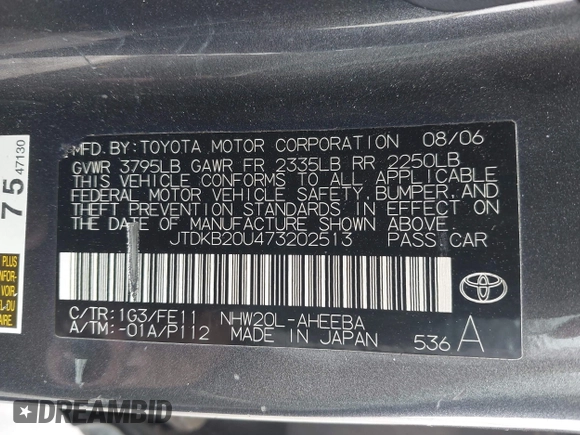 MFD. BY: TOYOTA MOTOR CORPORATION 08/06
GVWR 3795LB GAWR FR 2335LB RR 2250LB
THIS VEHICLE CONFORMS TO ALL APPLICABLE
FEDERAL MOTOR VEHICLE SAFETY, BUMPER, AND
THEFT PREVENTION STANDARDS IN EFFECT ON
THE DATE OF MANUFACTURE SHOWN ABOVE.
JTDKB20U473202513 PASS CAR
C/TR: 1G3/FE11 NHW20L-AHEEBA
A/TM: -01A/P112 MADE IN JAPAN 536 A
75 47130
DREAMBID